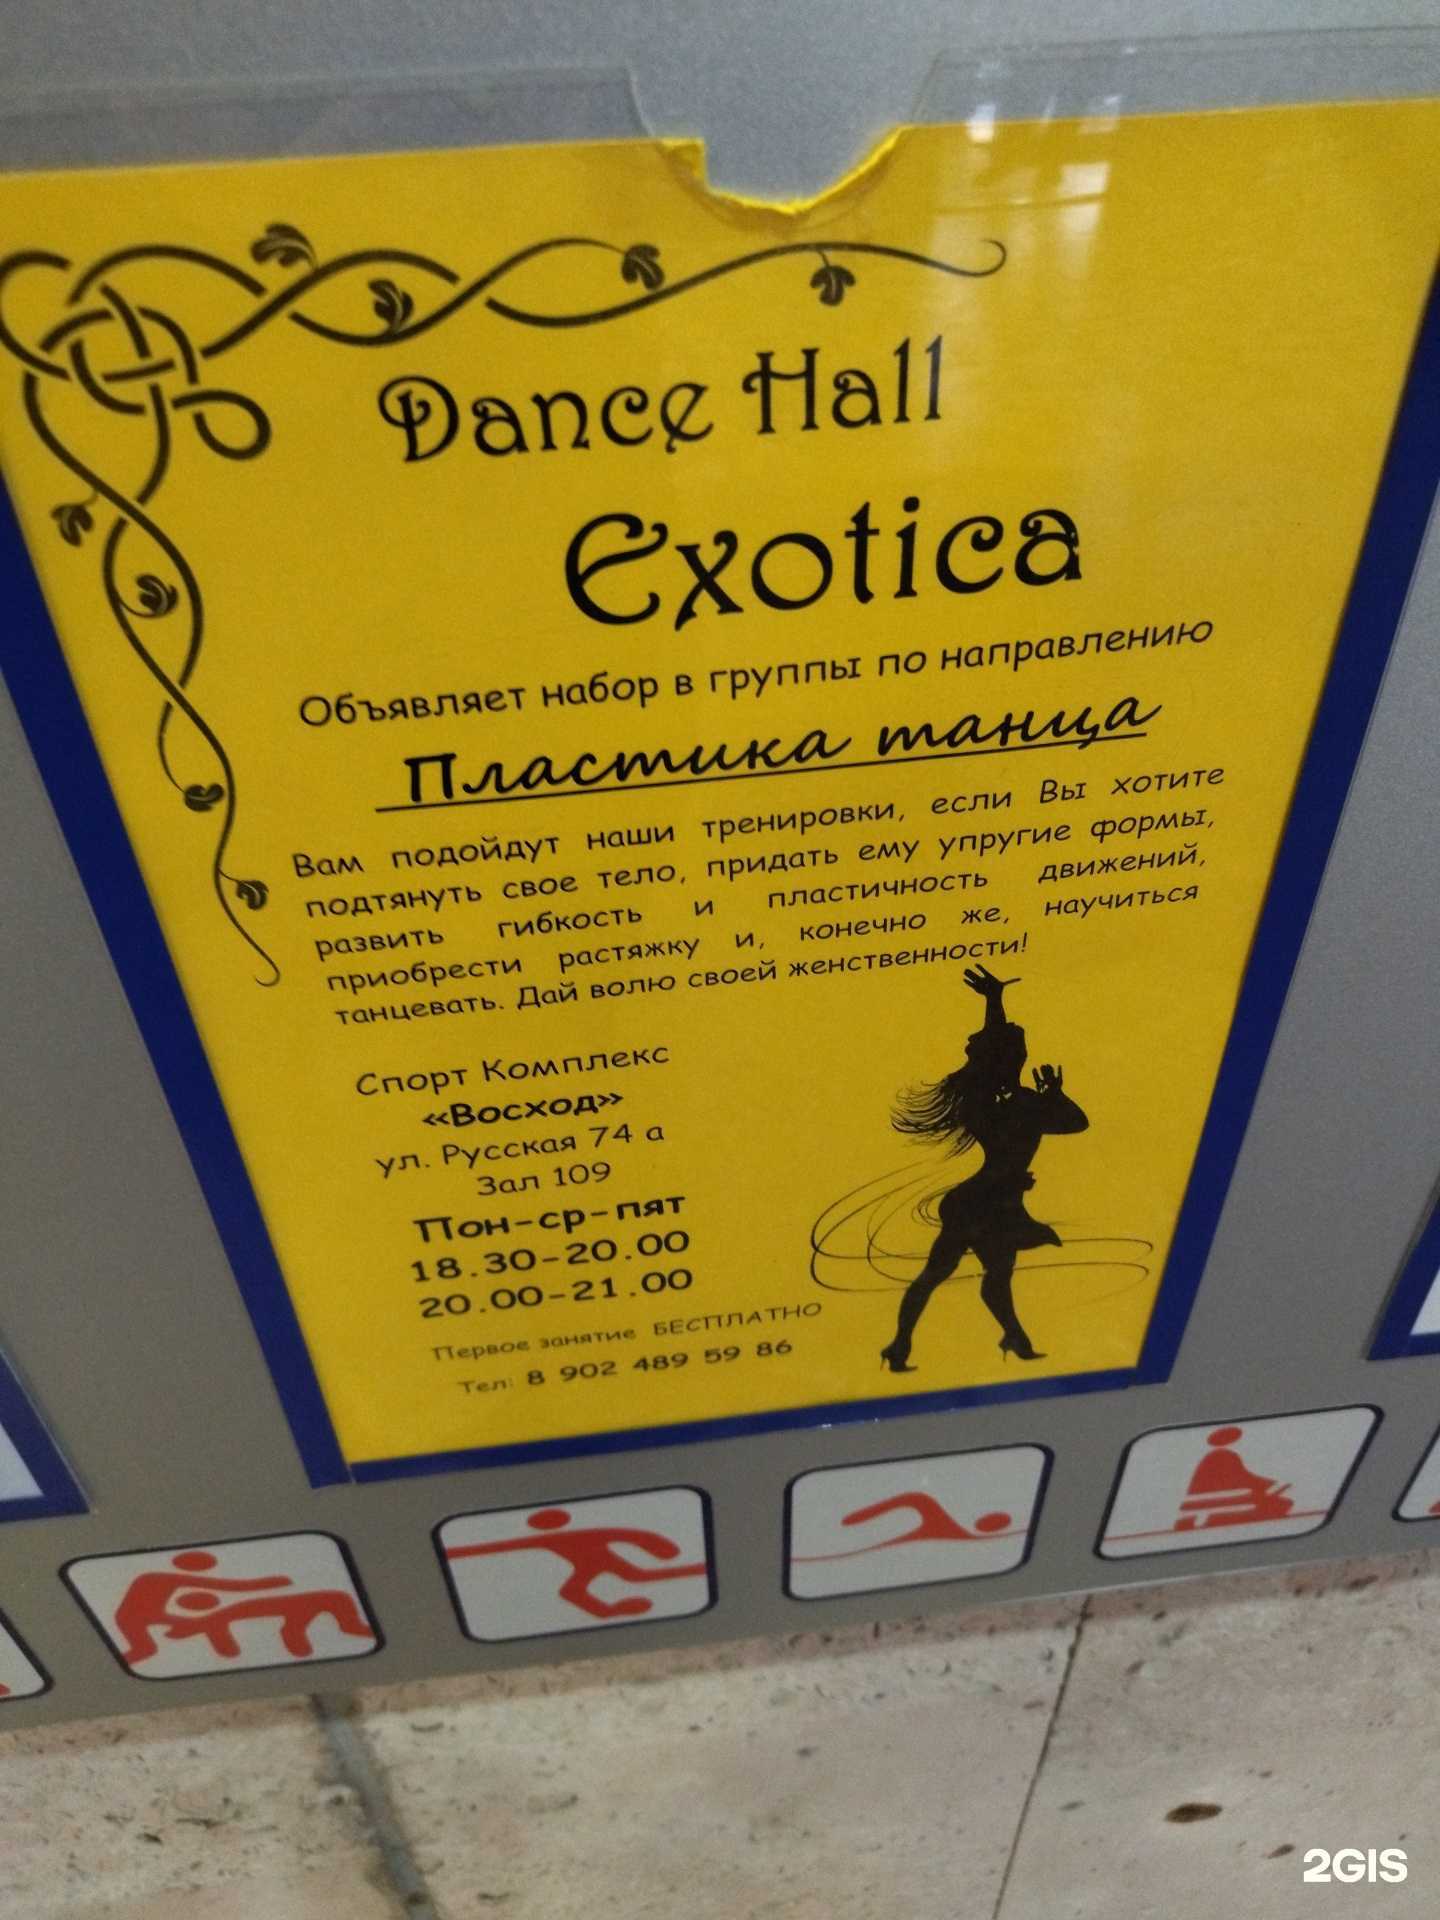 Dance Hall
Exotica
Объявляет набор в группы по направлению
Пластика танца
Вам подойдут наши тренировки, если Вы хотите
подтянуть свое тело, придать ему упругие формы,
развить гибкость и пластичность движений,
приобрести растяжку и, конечно же, научиться
танцевать. Дай волю своей женственности!
Спорт Комплекс
«Восход»
ул. Русская 74 а
Зал 109
Пон-ср-пят
18.30-20.00
20.00-21.00
Первое занятие БЕСПЛАТНО
Тел: 8 902 489 59 86
2GIS